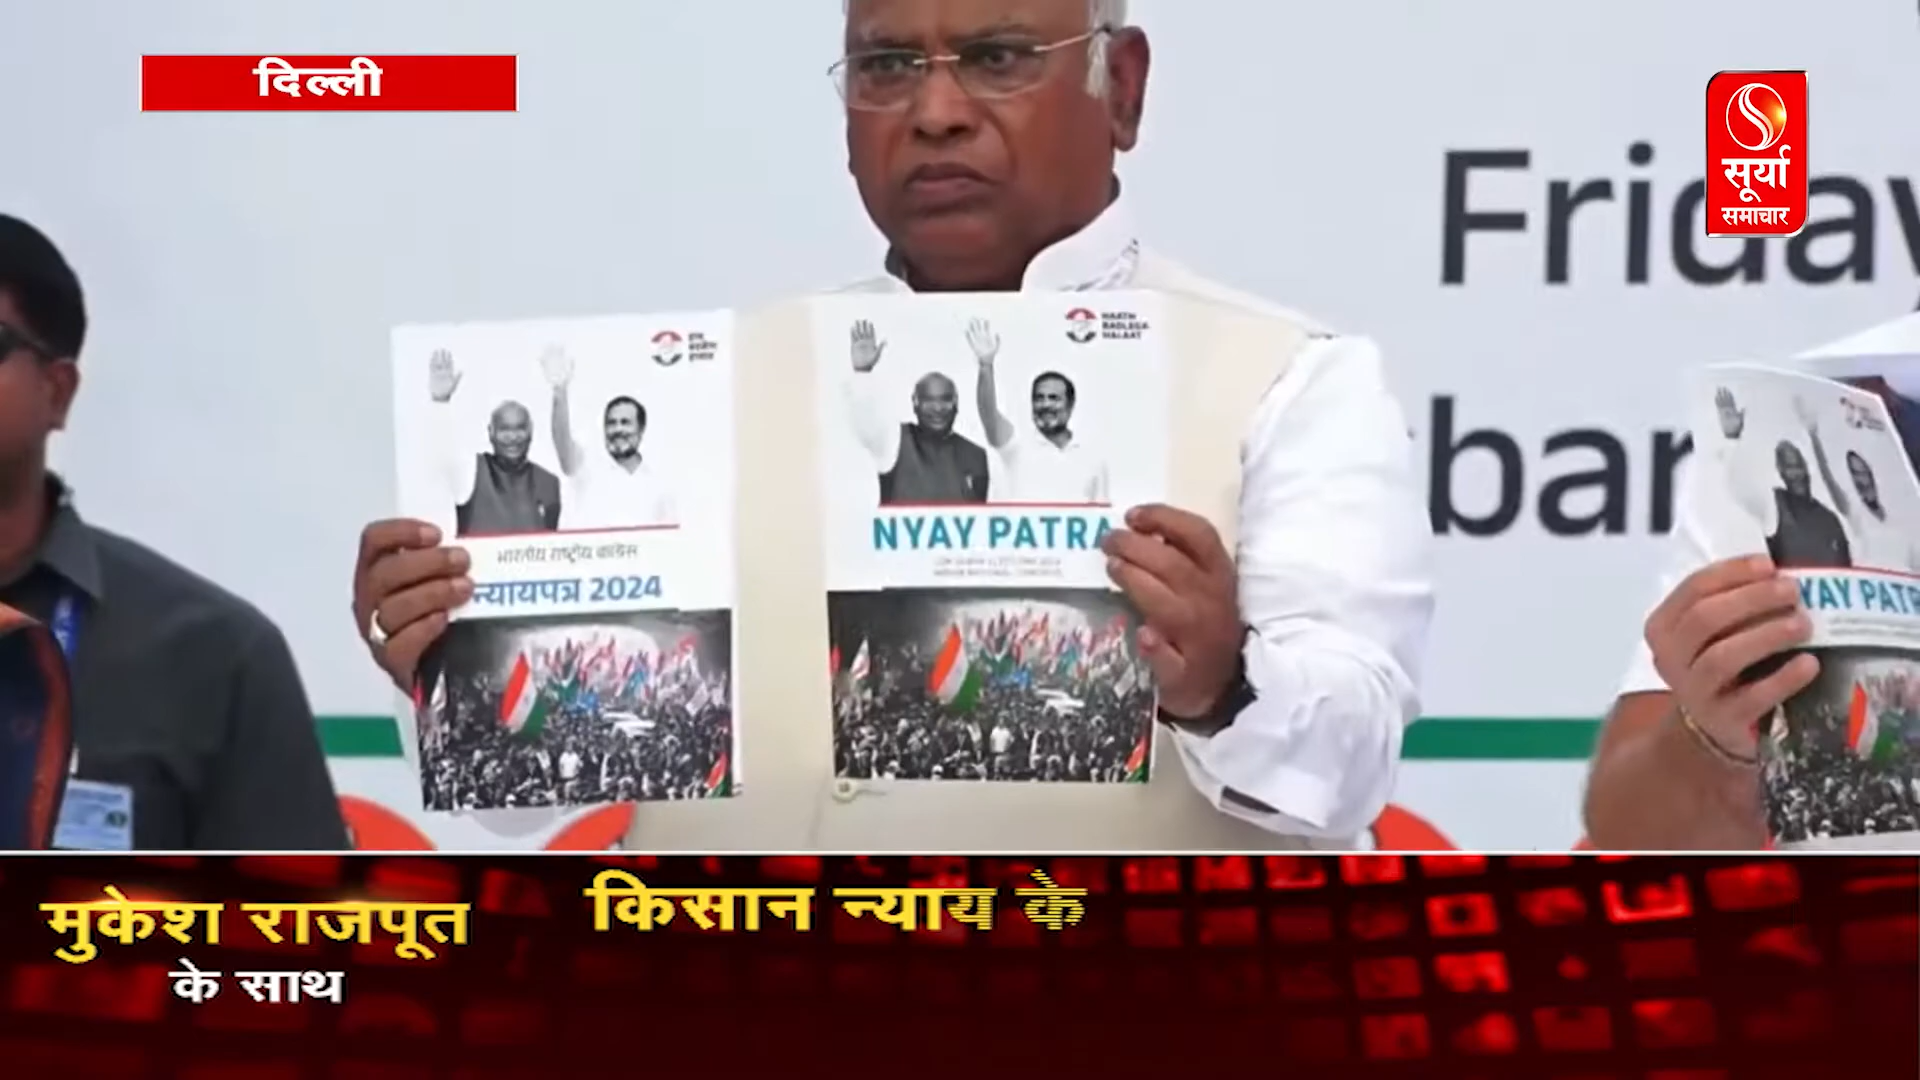 दिल्ली
सूर्या
समाचार
Friday
bar
HAATH
BADLEGA
HALAAT
भारतीय राष्ट्रीय कांग्रेस
न्यायपत्र 2024
NYAY PATRA
YAY PATR
मुकेश राजपूत
के साथ
किसान न्याय के